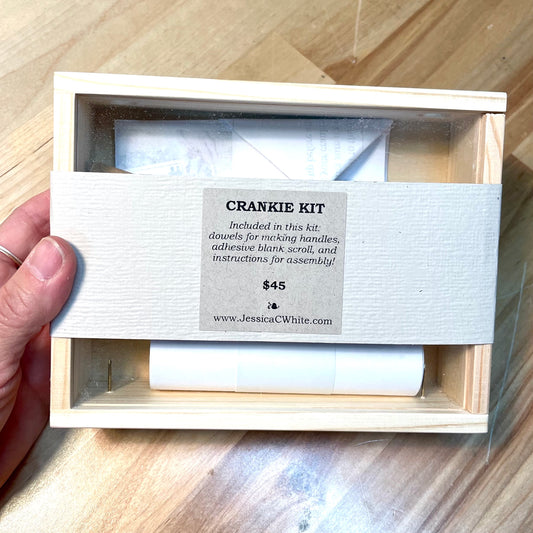 CRANKIE KIT
Included in this kit:
dowels for making handles,
adhesive blank scroll, and
instructions for assembly!
$45
www.JessicaCWhite.com